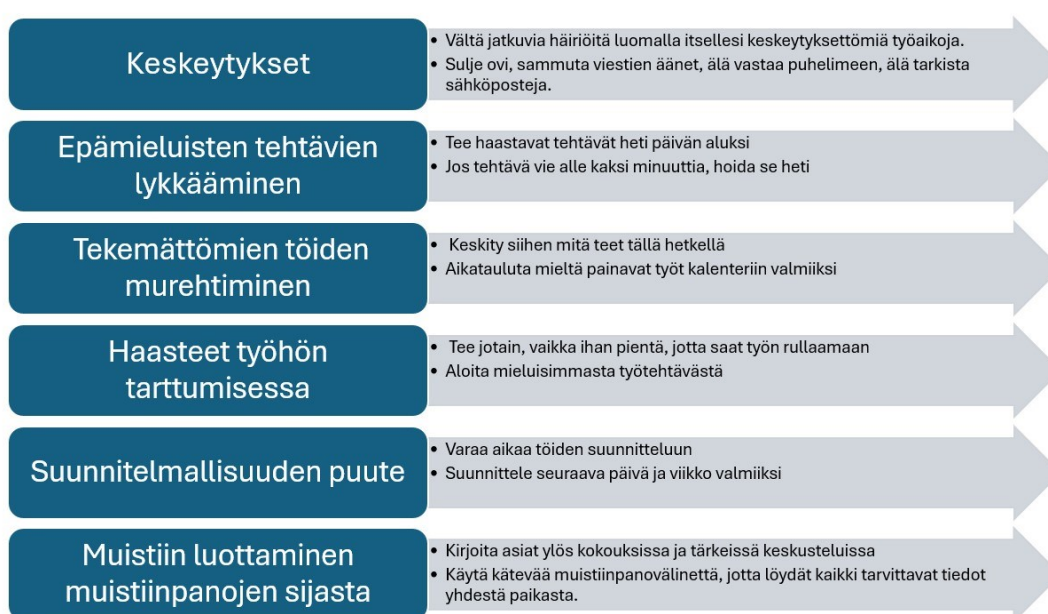 Keskeytykset
• Vältä jatkuvia häiriöitä luomalla itsellesi keskeytyksettömiä työaikoja.
• Sulje ovi, sammuta viestien äänet, älä vastaa puhelimeen, älä tarkista
sähköposteja.
Epämieluisten tehtävien
lykkääminen
• Tee haastavat tehtävät heti päivän aluksi
• Jos tehtävä vie alle kaksi minuuttia, hoida se heti
Tekemättömien töiden
murehtiminen
• Keskity siihen mitä teet tällä hetkellä
• Aikatauluta mieltä painavat työt kalenteriin valmiiksi
Haasteet työhön
tarttumisessa
• Tee jotain, vaikka ihan pientä, jotta saat työn rullaamaan
• Aloita mieluisimmasta työtehtävästä
Suunnitelmallisuuden puute
• Varaa aikaa töiden suunnitteluun
• Suunnittele seuraava päivä ja viikko valmiiksi
Muistiin luottaminen
muistiinpanojen sijasta
• Kirjoita asiat ylös kokouksissa ja tärkeissä keskusteluissa
• Käytä kätevää muistiinpanovälinettä, jotta löydät kaikki tarvittavat tiedot
yhdestä paikasta.